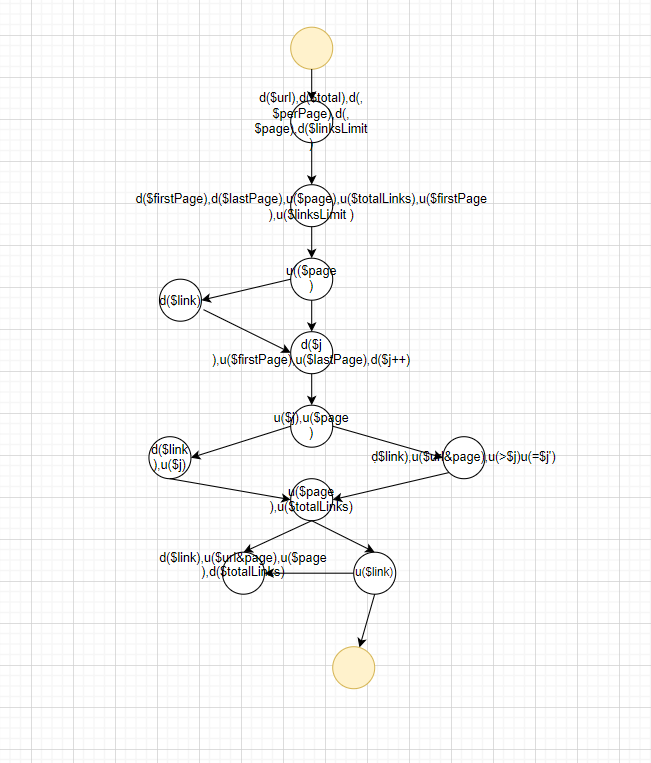 d($url),d($total),d(,
$perPage),d(,
$page),d($linksLimit
)
d($firstPage),d($lastPage),u($page),u($totalLinks),u($firstPage
),u($linksLimit )
u(($page
)
d($link)
d($j
),u($firstPage),u($lastPage),d($j++)
u($j),u($page
)
d($link
),u($j)
d$link),u($url&page),u(>$j)u(=$j')
u($page
),u($totalLinks)
d($link),u($url&page),u($page
),d($totalLinks)
u($link)